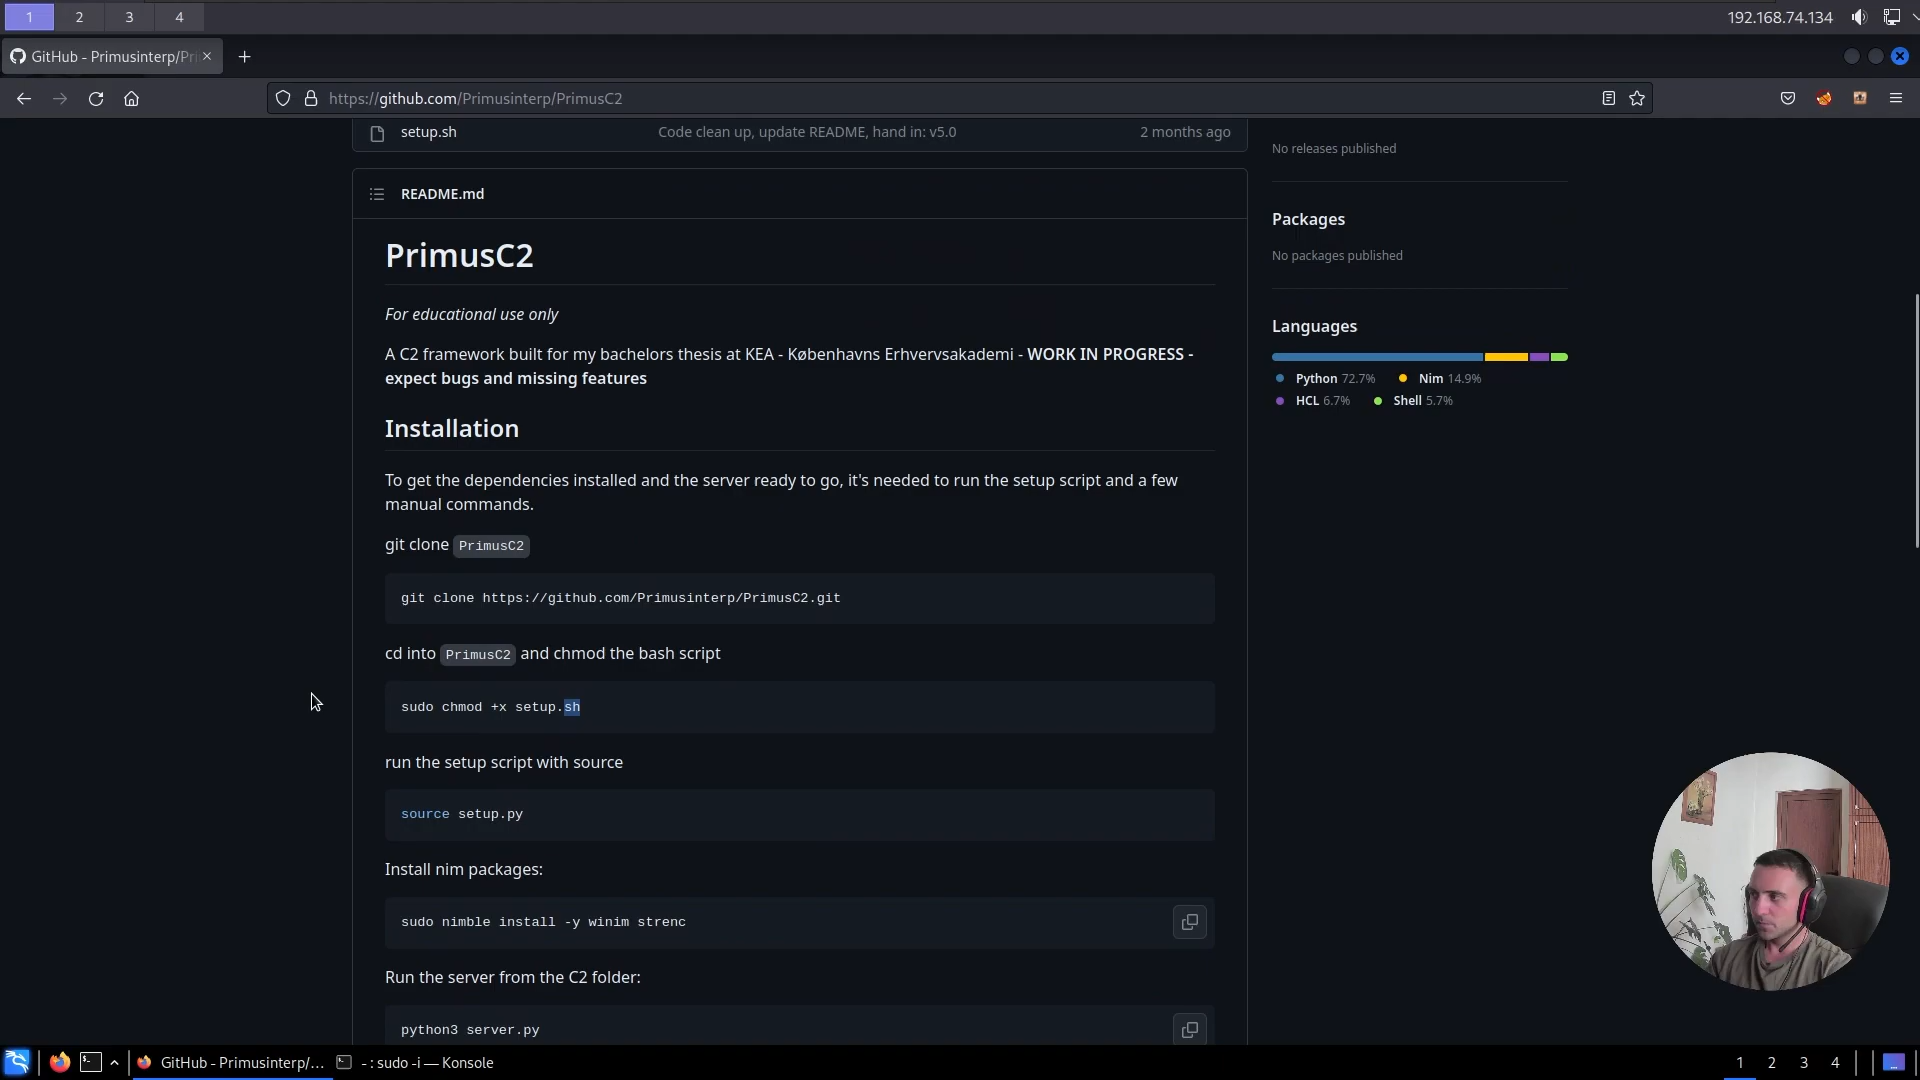 1 2 3 4
192.168.74.134
GitHub - Primusinterp/Pri
https://github.com/Primusinterp/PrimusC2
setup.sh Code clean up, update README, hand in: v5.0 2 months ago
No releases published
README.md
Packages
No packages published
PrimusC2
For educational use only
A C2 framework built for my bachelors thesis at KEA - Københavns Erhvervsakademi - WORK IN PROGRESS -
expect bugs and missing features
Languages
Python 72.7% Nim 14.9%
HCL 6.7% Shell 5.7%
Installation
To get the dependencies installed and the server ready to go, it's needed to run the setup script and a few
manual commands.
git clone PrimusC2
git clone https://github.com/Primusinterp/PrimusC2.git
cd into PrimusC2 and chmod the bash script
sudo chmod +x setup.sh
run the setup script with source
source setup.py
Install nim packages:
sudo nimble install -y winim strenc
Run the server from the C2 folder:
python3 server.py
GitHub - Primusinterp/... - : sudo -i — Konsole
1 2 3 4